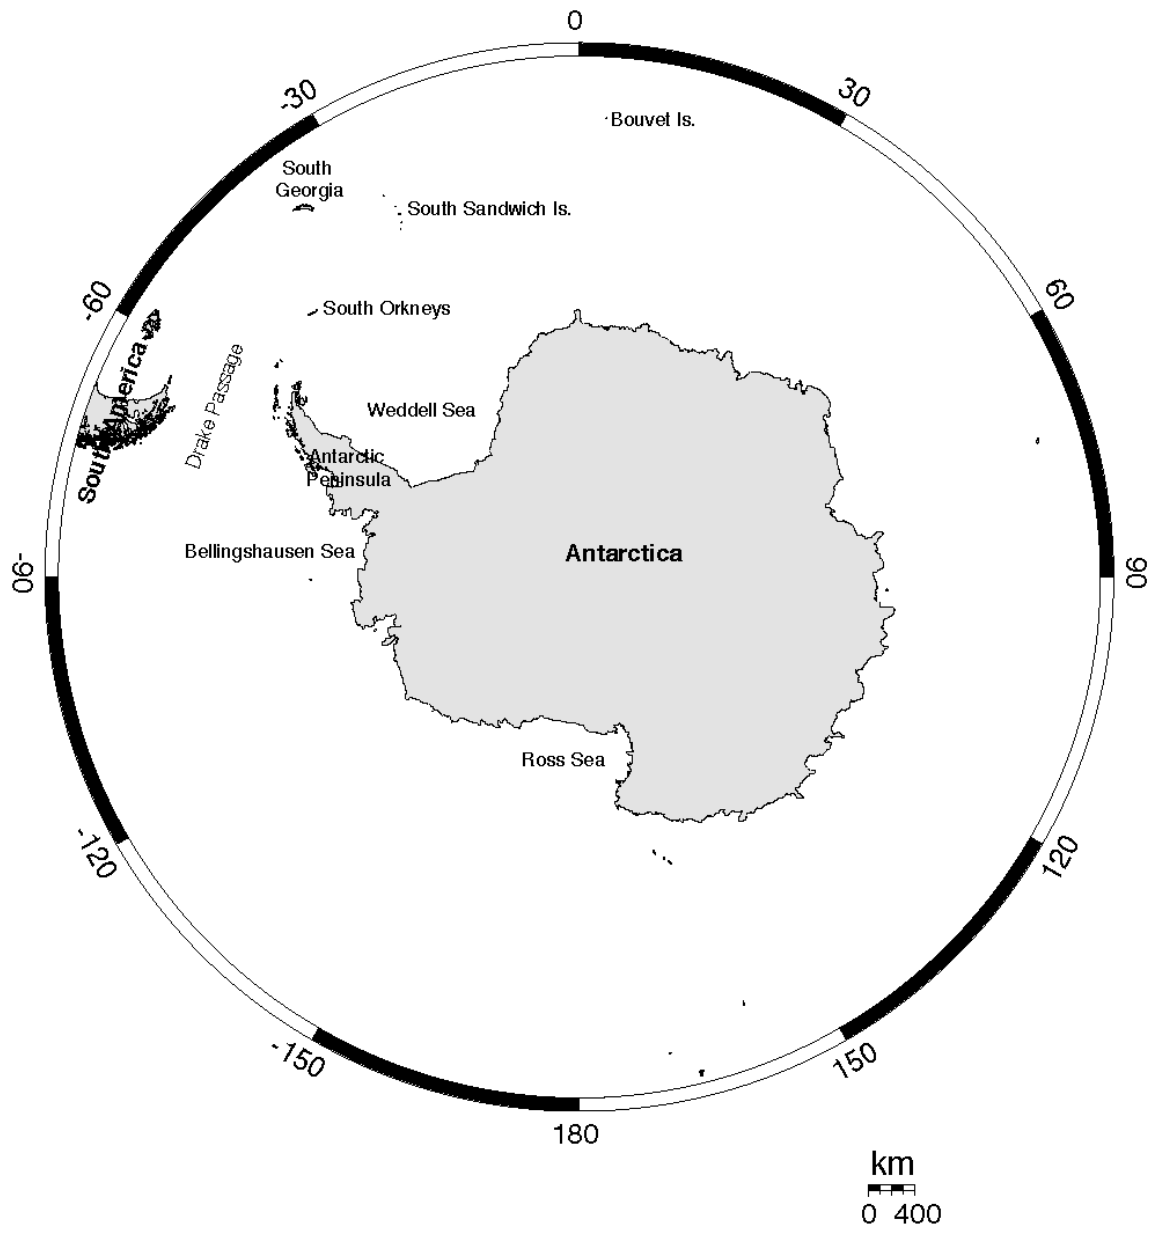 0
-30
30
Bouvet Is.
South
Georgia
South Sandwich Is.
-60
60
South Orkneys
South America
Drake Passage
Weddell Sea
Antarctic
Peninsula
Bellingshausen Sea
Antarctica
-90
90
Ross Sea
-120
120
-150
150
180
km
0 400